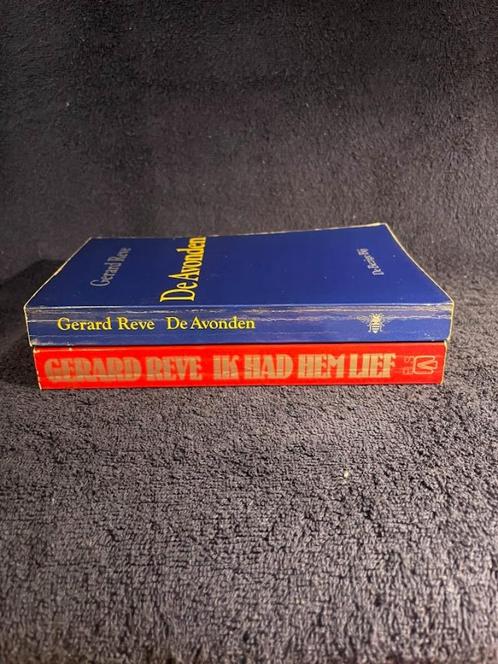 Gerard Reve
De Avonden
De Bezige Bij
Gerard Reve De Avonden
GERARD REVE IK HAD HEM LIEF